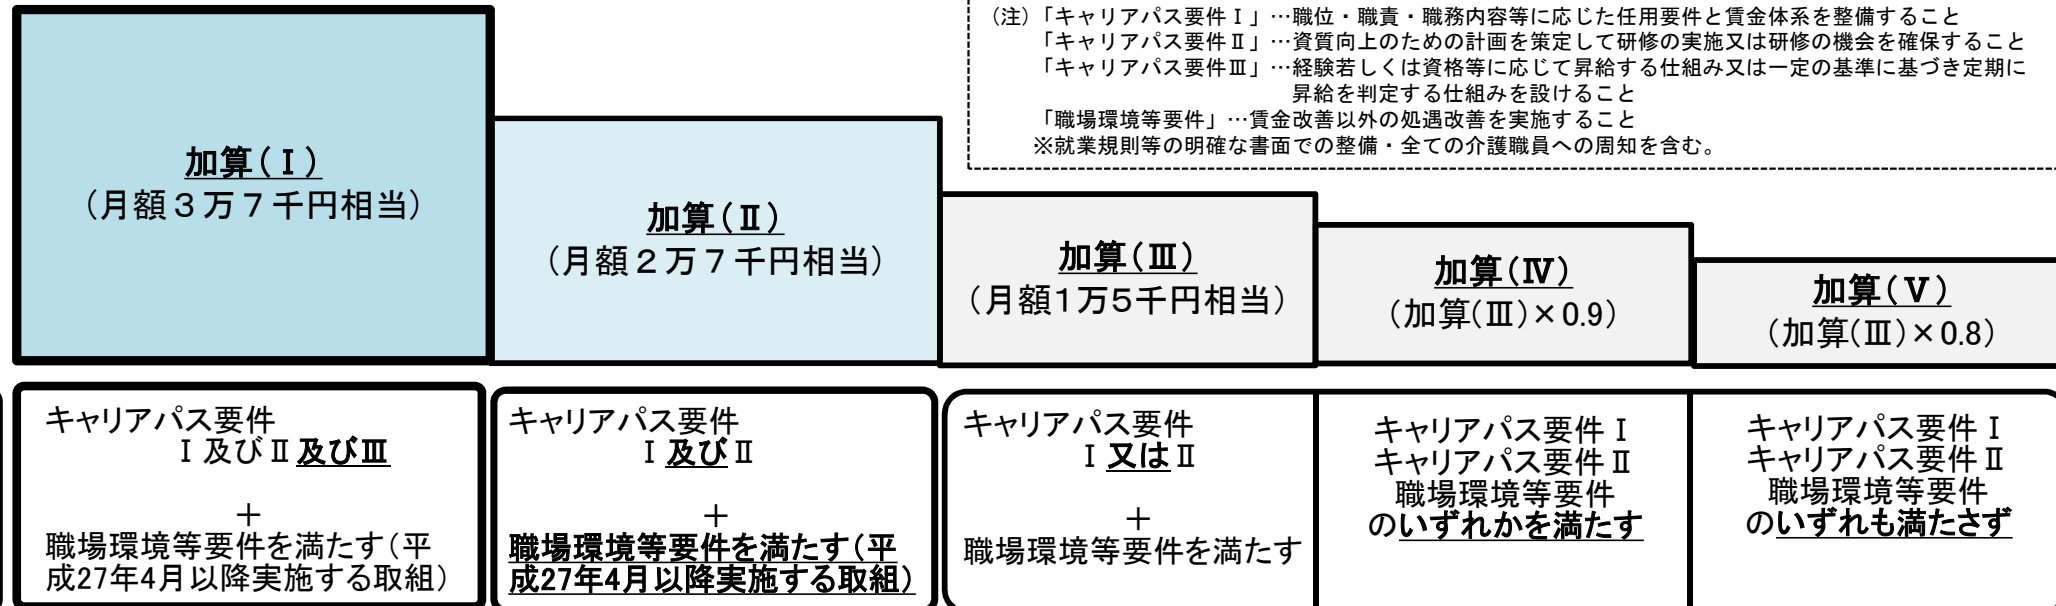 （注）「キャリアパス要件Ⅰ」…職位・職責・職務内容等に応じた任用要件と賃金体系を整備すること
「キャリアパス要件Ⅱ」…資質向上のための計画を策定して研修の実施又は研修の機会を確保すること
「キャリアパス要件Ⅲ」…経験若しくは資格等に応じて昇給する仕組み又は一定の基準に基づき定期に
昇給を判定する仕組みを設けること
「職場環境等要件」…賃金改善以外の処遇改善を実施すること
※就業規則等の明確な書面での整備・全ての介護職員への周知を含む。
加算（Ⅰ）
（月額３万７千円相当）
加算（Ⅱ）
（月額２万７千円相当）
加算（Ⅲ）
（月額1万5千円相当）
加算（Ⅳ）
（加算(Ⅲ)×0.9）
加算（Ⅴ）
（加算(Ⅲ)×0.8）
キャリアパス要件
Ⅰ及びⅡ及びⅢ
＋
職場環境等要件を満たす（平
成27年4月以降実施する取組）
キャリアパス要件
Ⅰ及びⅡ
＋
職場環境等要件を満たす（平
成27年4月以降実施する取組）
キャリアパス要件
Ⅰ又はⅡ
＋
職場環境等要件を満たす
キャリアパス要件Ⅰ
キャリアパス要件Ⅱ
職場環境等要件
のいずれかを満たす
キャリアパス要件Ⅰ
キャリアパス要件Ⅱ
職場環境等要件
のいずれも満たさず